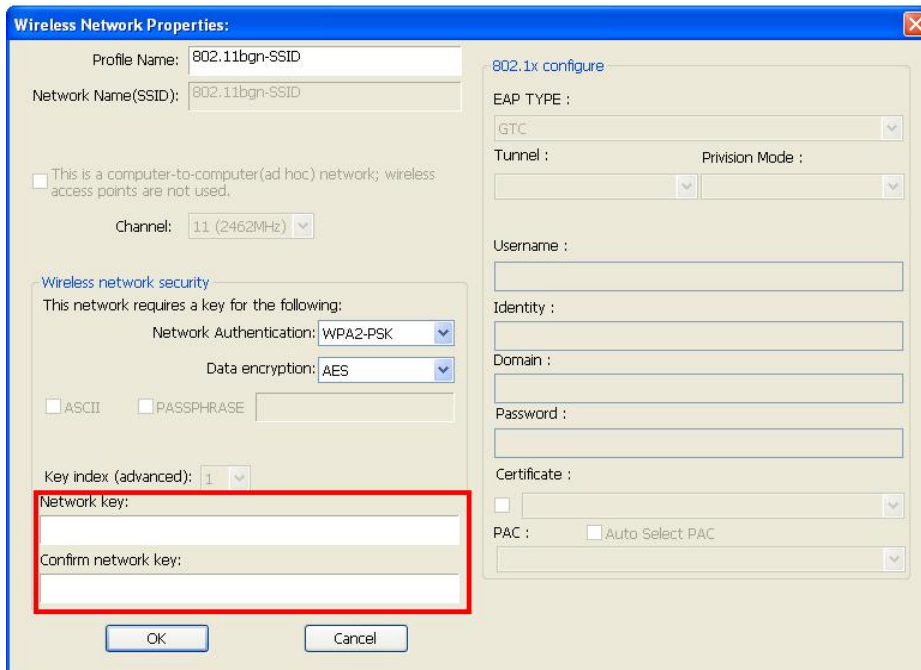 Wireless Network Properties:
Profile Name: 802.11bgn-SSID
Network Name(SSID): 802.11bgn-SSID
This is a computer-to-computer(ad hoc) network; wireless
access points are not used.
Channel: 11 (2462MHz)
Wireless network security
This network requires a key for the following:
Network Authentication: WPA2-PSK
Data encryption: AES
ASCII PASSPHRASE
Key index (advanced): 1
Network key:
Confirm network key:
OK Cancel
802.1x configure
EAP TYPE :
GTC
Tunnel : Privision Mode :
Username :
Identity :
Domain :
Password :
Certificate :
PAC : Auto Select PAC